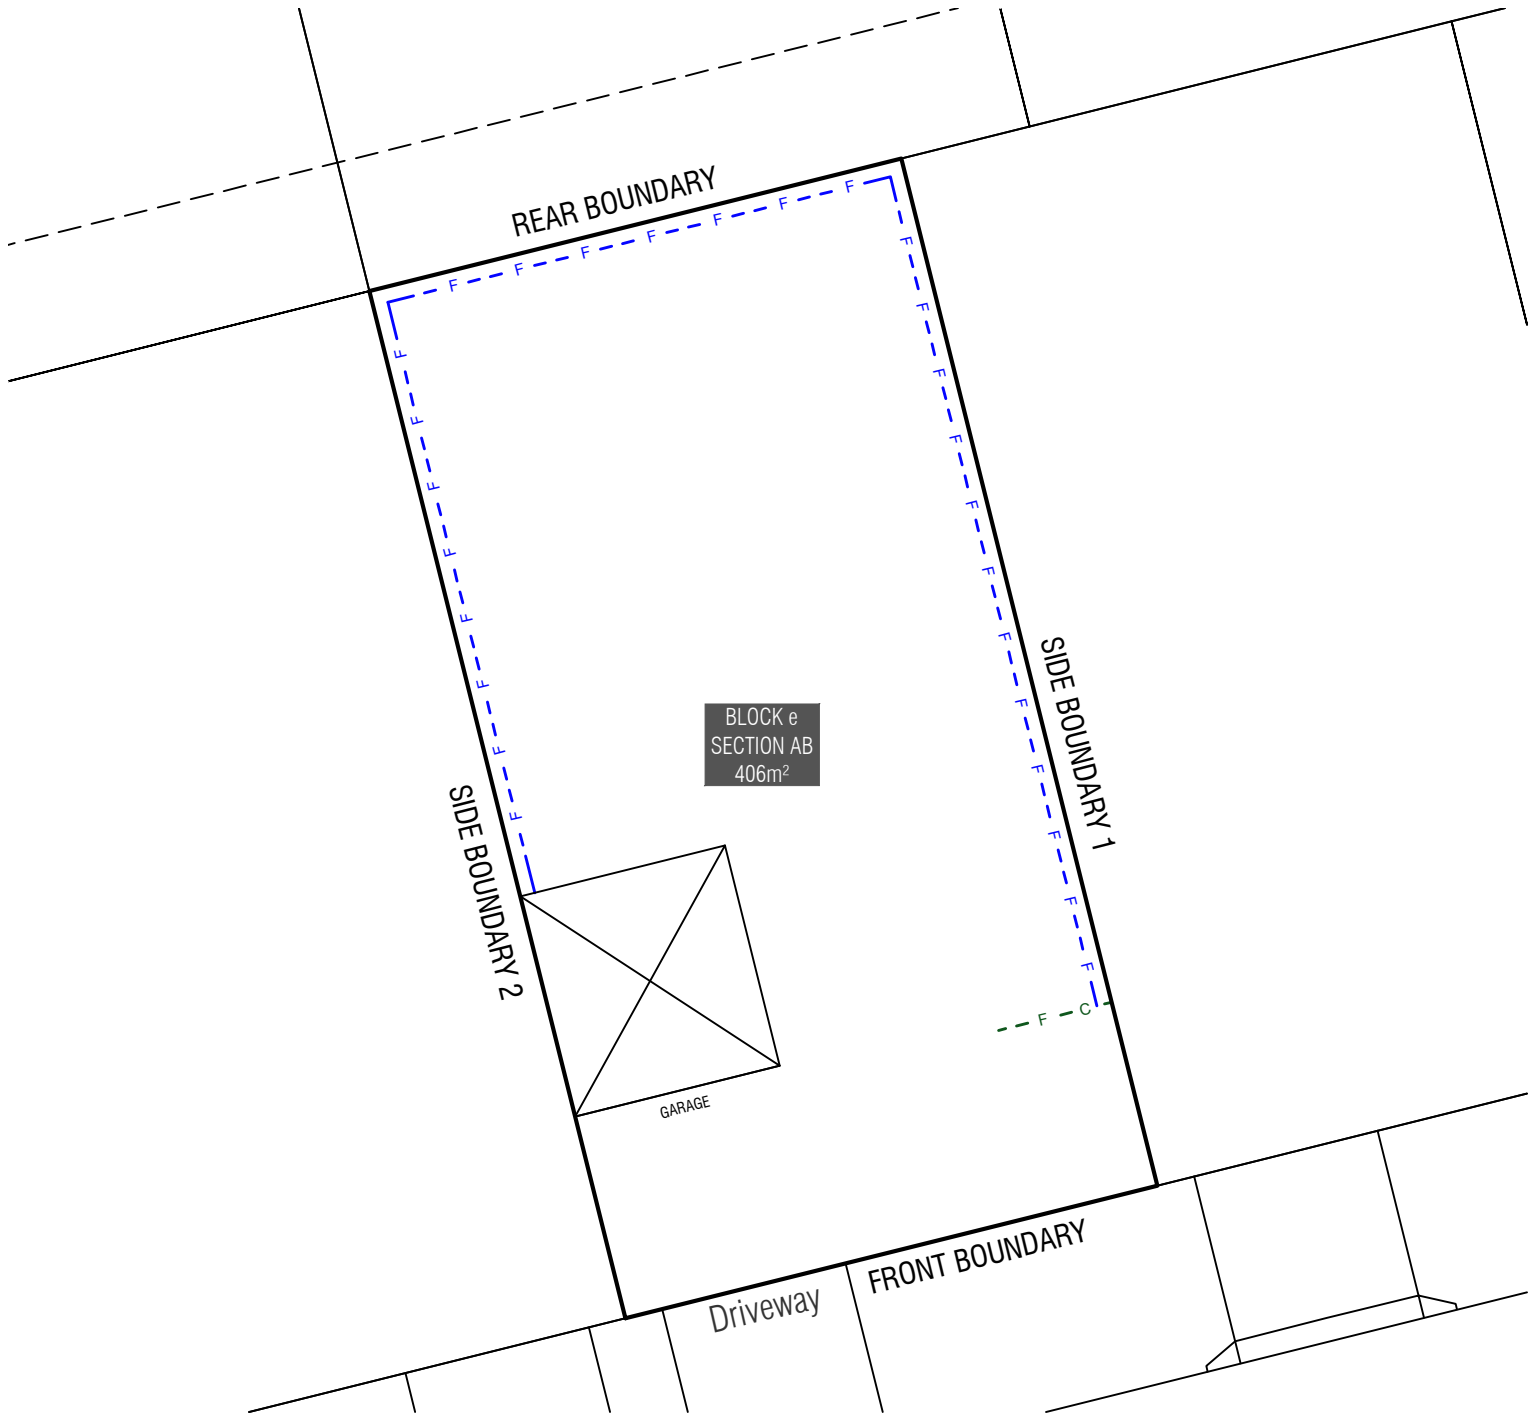 REAR BOUNDARY
F F F F F F F
F F F F F F F F
F F F F F F F F F F F F
BLOCK e
SECTION AB
406m²
SIDE BOUNDARY 1
SIDE BOUNDARY 2
F C
GARAGE
FRONT BOUNDARY
Driveway